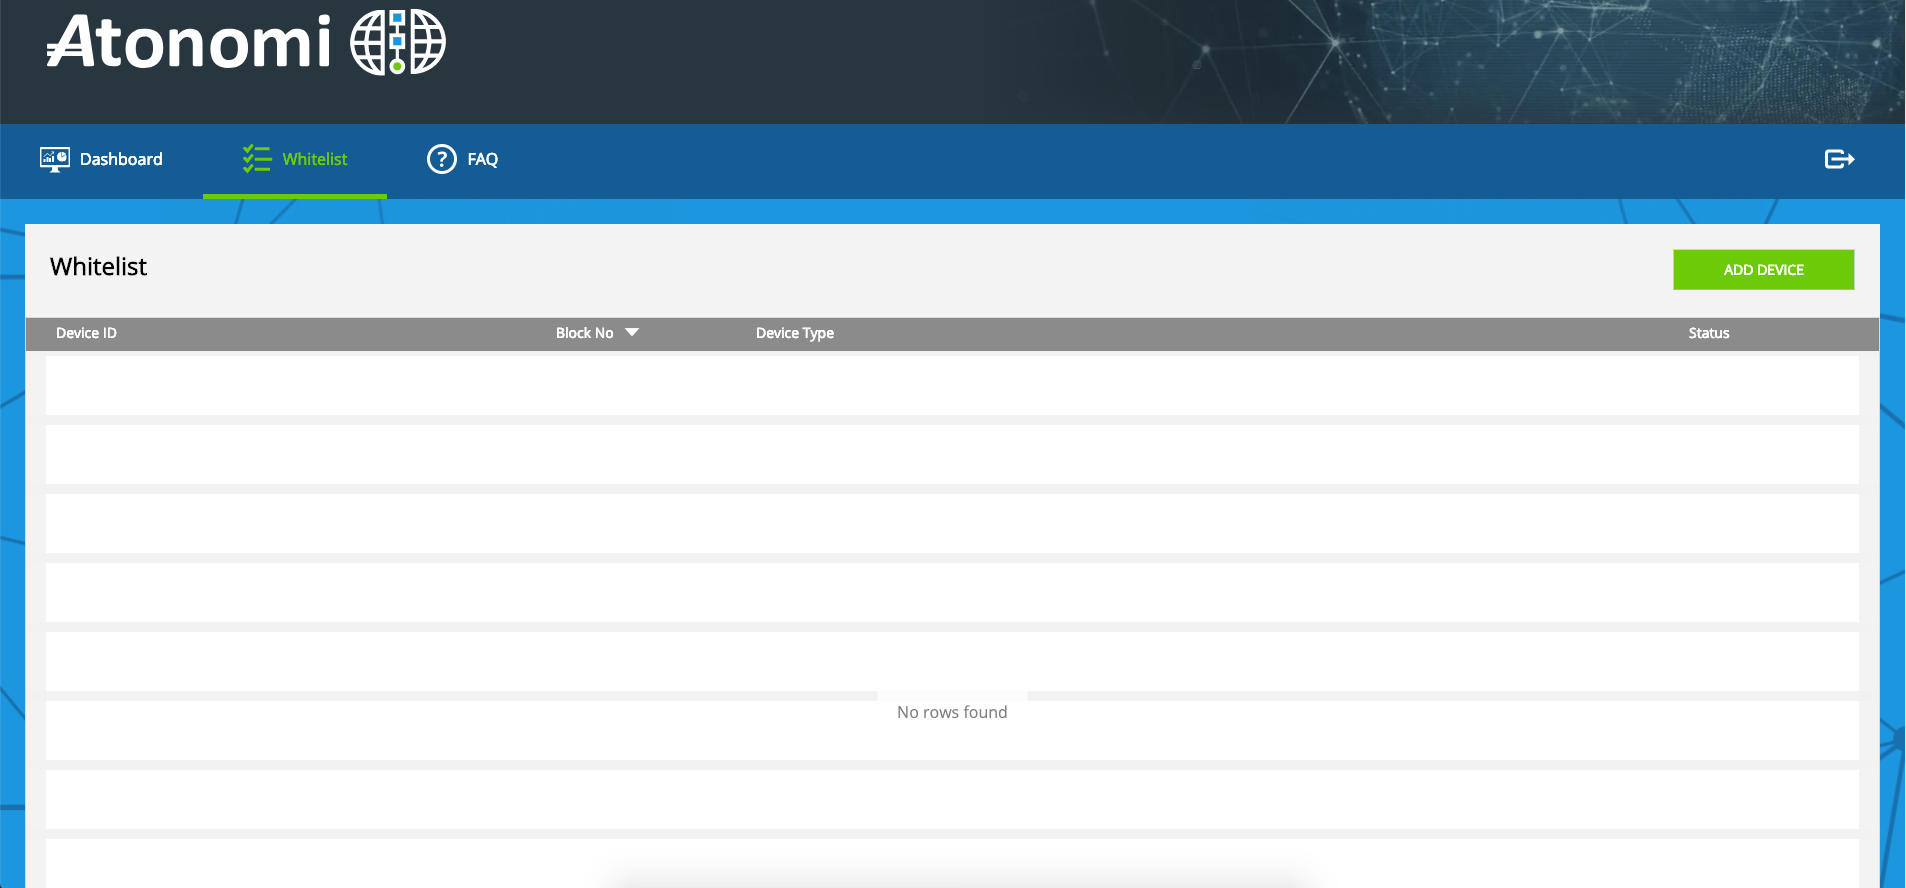 Atonomi
Dashboard Whitelist FAQ
Whitelist
ADD DEVICE
Device ID Block No Device Type Status
No rows found